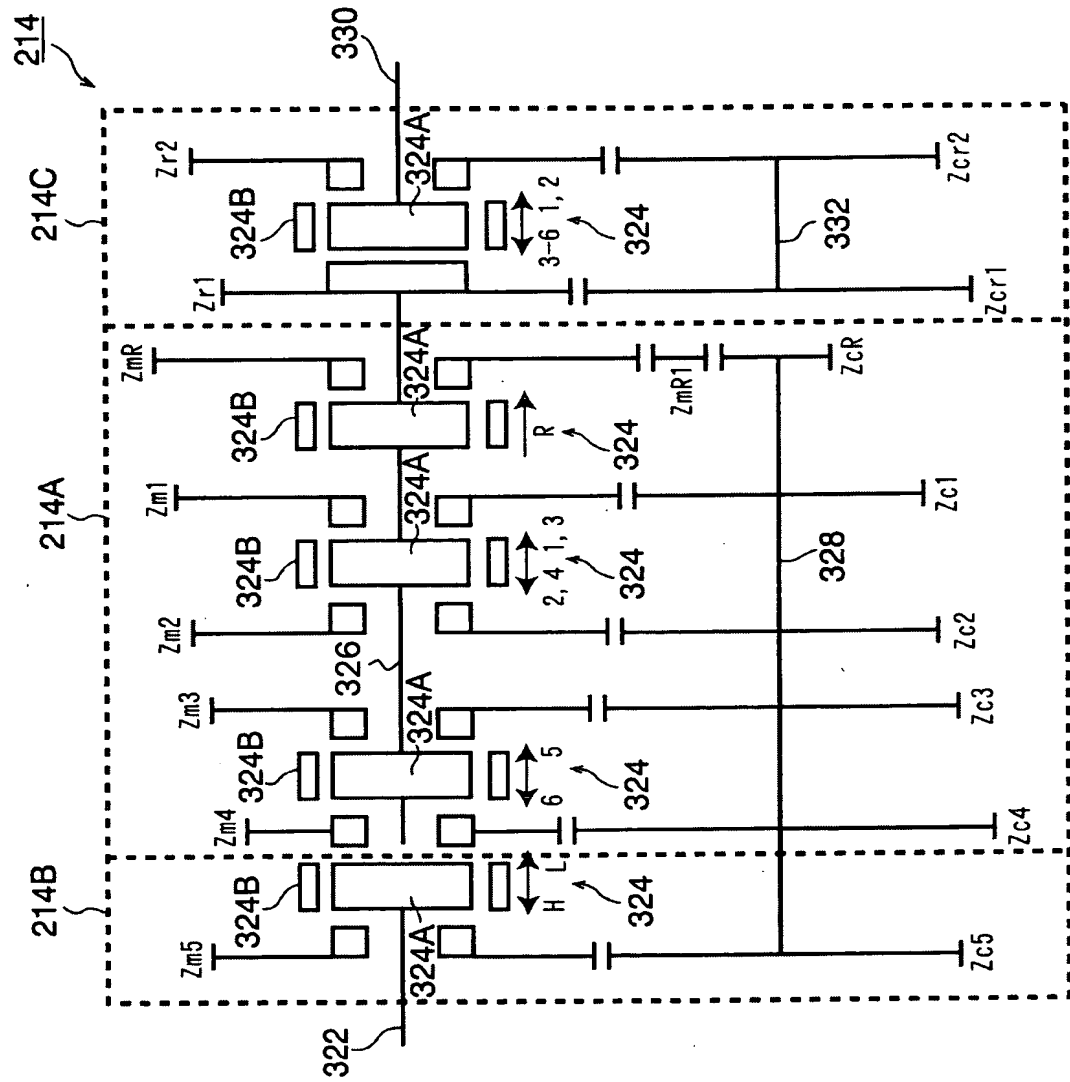 214
330
214C
Zr2
324A
Zcr2
324B
3-6 1, 2
324
332
Zr1
Zcr1
214A
ZmR
324A
ZmR1
ZcR
324B
R
324
Zm1
324A
Zc1
324B
2, 4 1, 3
324
328
Zm2
Zc2
326
Zm3
324A
Zc3
324B
6 5
324
Zm4
Zc4
214B
324B
H L
324
Zm5
324A
Zc5
322